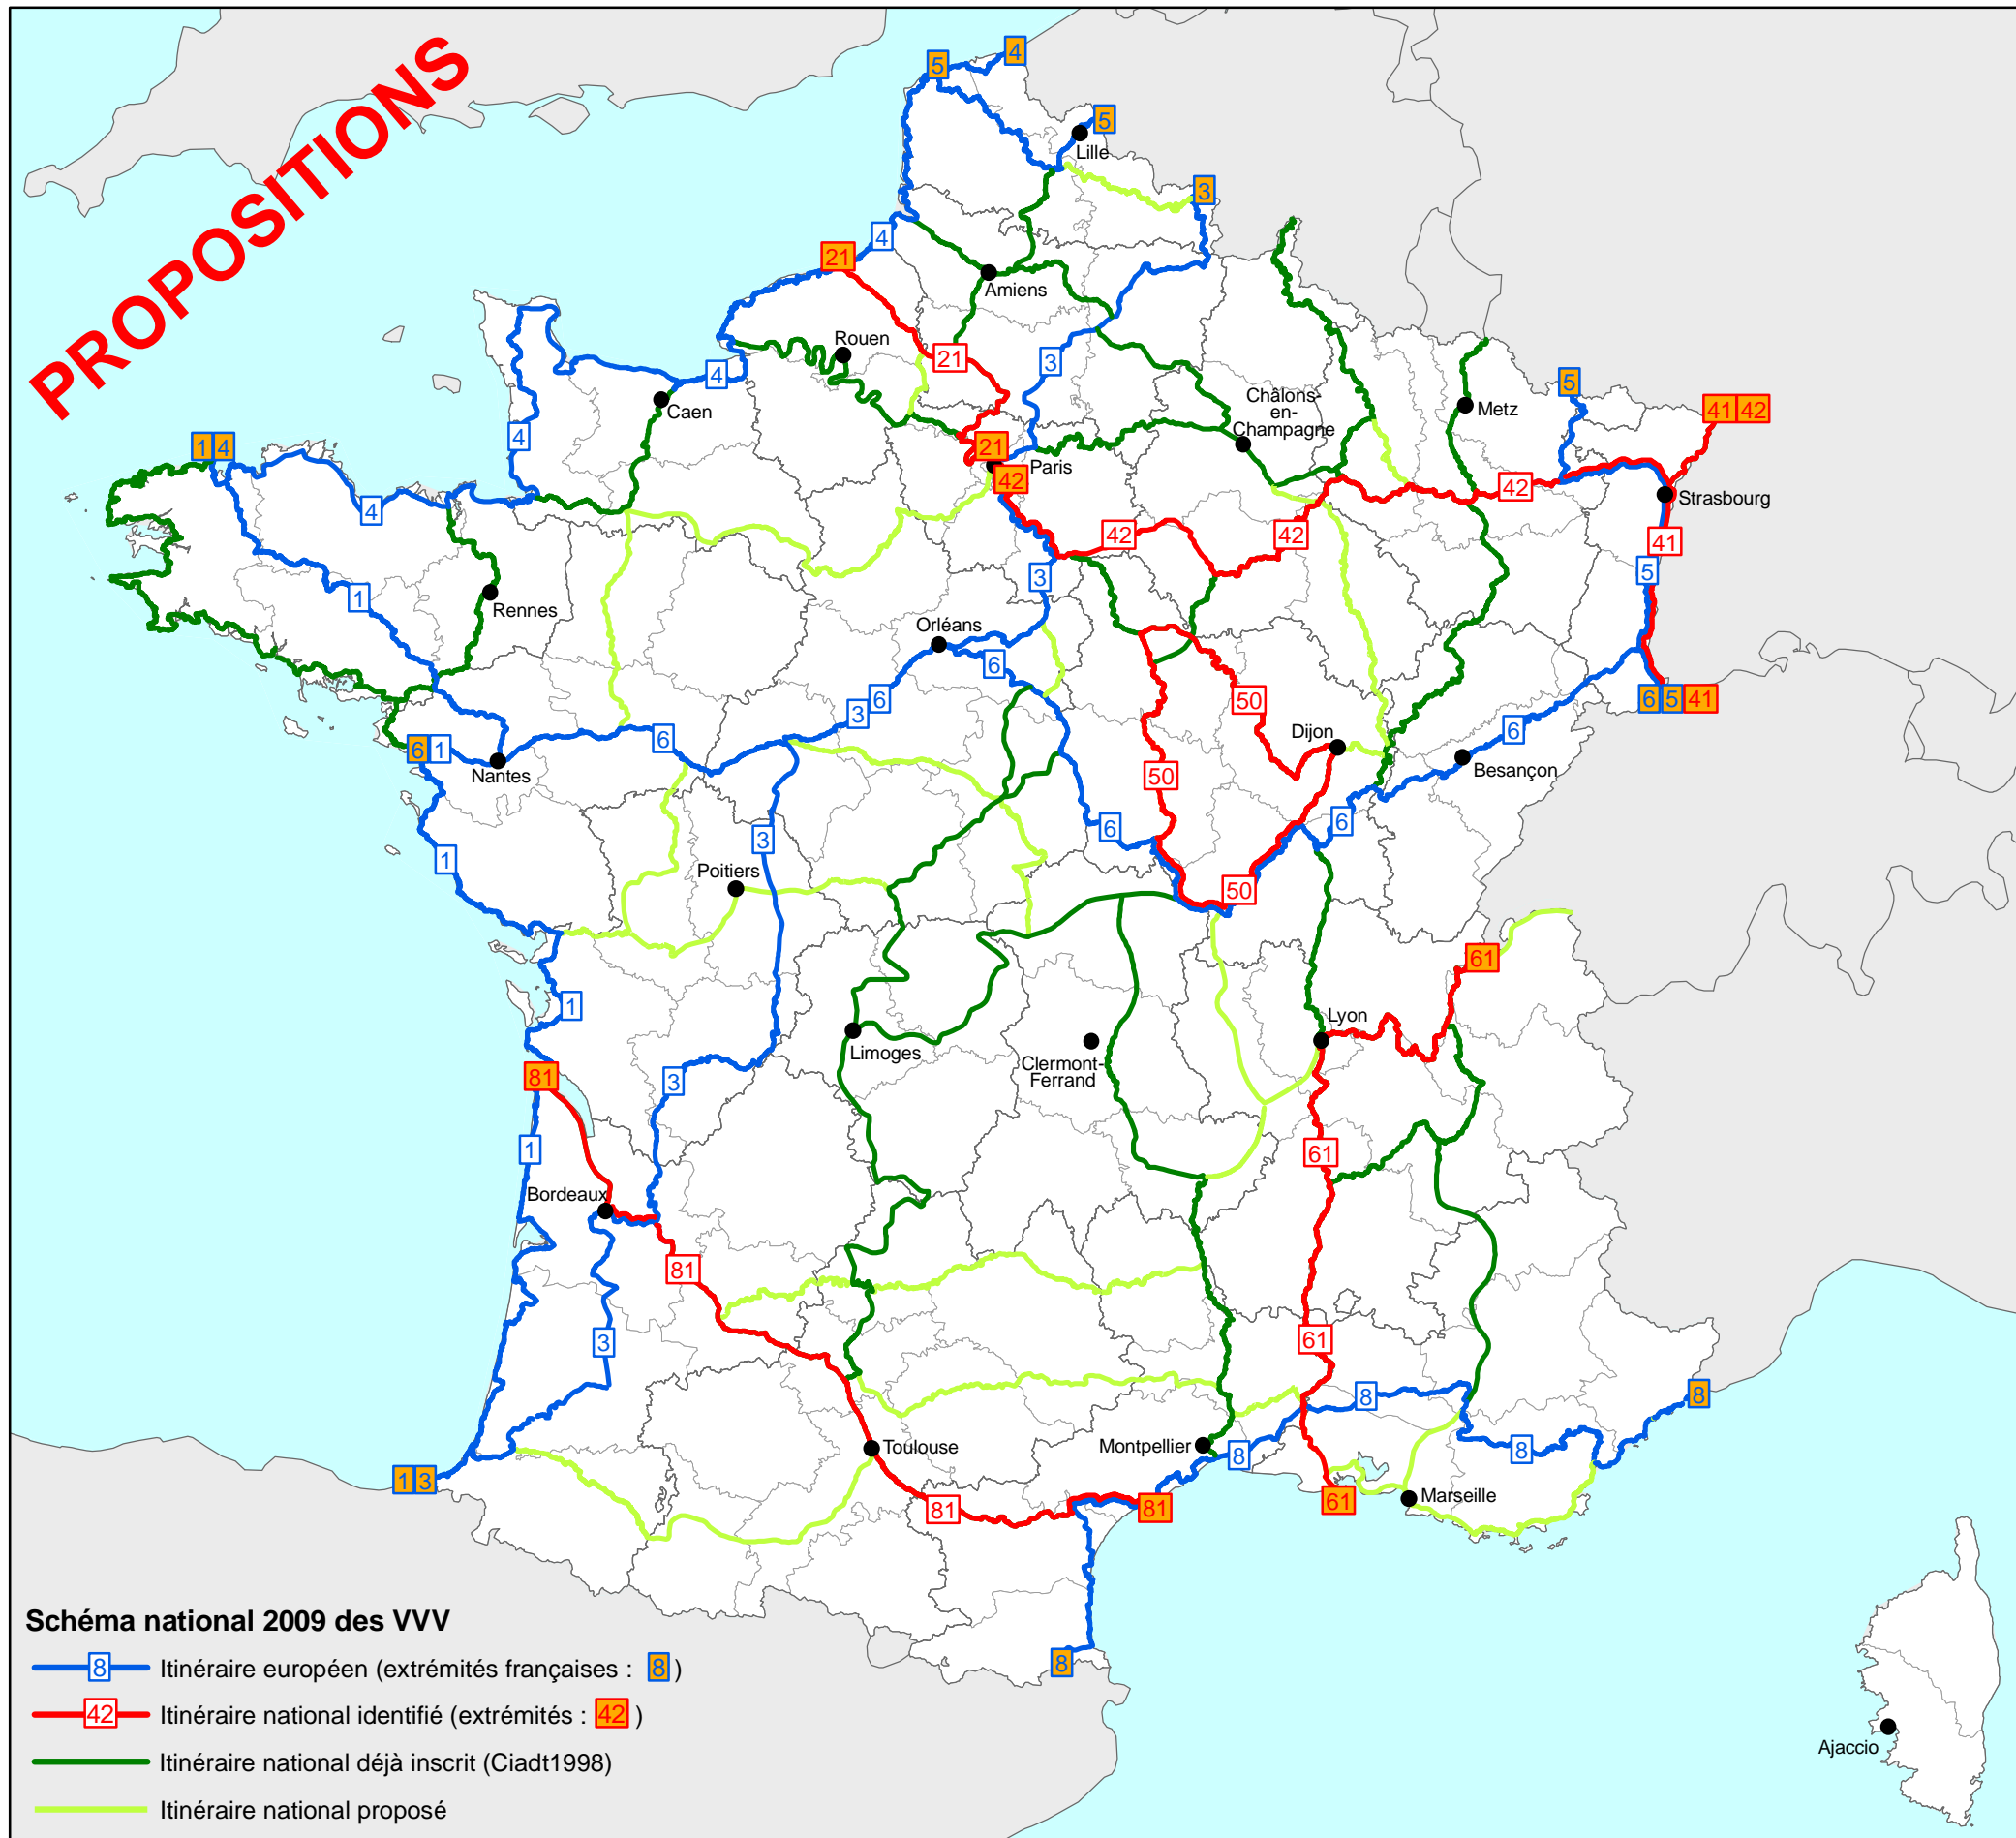 PROPOSITIONS
5
4
5
Lille
3
4
21
Amiens
Rouen
21
3
4
Caen
5
41 42
Châlons-
en-
Champagne
Metz
4
1 4
21
Paris
42
42
Strasbourg
4
42
42
41
5
3
1
Rennes
Orléans
6
50
6 5 41
3
6
6
Dijon
6
6 1
Nantes
50
Besançon
6
6
3
1
Poitiers
50
61
1
Lyon
Limoges
Clermont-
Ferrand
81
3
1
61
Bordeaux
81
3
61
8
8
Toulouse
Montpellier
8
8
1 3
81
81
61
Marseille
8
Ajaccio
Schéma national 2009 des VVV
8 Itinéraire européen (extrémités françaises : 8 )
42 Itinéraire national identifié (extrémités : 42 )
Itinéraire national déjà inscrit (Ciadt1998)
Itinéraire national proposé